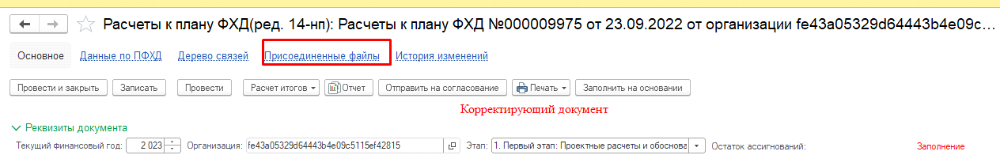 Расчеты к плану ФХД(ред. 14-нп): Расчеты к плану ФХД №000009975 от 23.09.2022 от организации fe43a05329d64443b4e09c...
Основное Данные по ПФХД Дерево связей Присоединенные файлы История изменений
Провести и закрыть Записать Провести Расчет итогов Отчет Отправить на согласование Печать Заполнить на основании
Корректирующий документ
Реквизиты документа
Текущий финансовый год: 2 023 Организация: fe43a05329d64443b4e09c5115ef42815 Этап: 1. Первый этап: Проектные расчеты и обоснова Остаток ассигнований: Заполнение